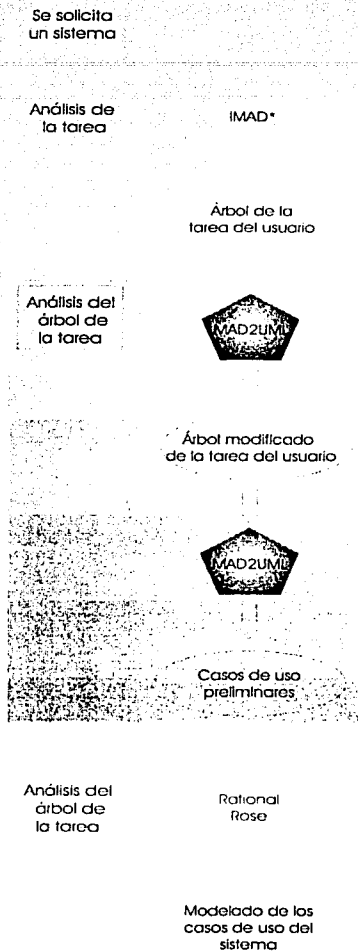 Se solicita
un sistema
Análisis de
la tarea
IMAD*
Árbol de la
tarea del usuario
Análisis del
árbol de
la tarea
MAD2UML
Árbol modificado
de la tarea del usuario
MAD2UML
Casos de uso
preliminares
Análisis del
árbol de
la tarea
Rational
Rose
Modelado de los
casos de uso del
sistema